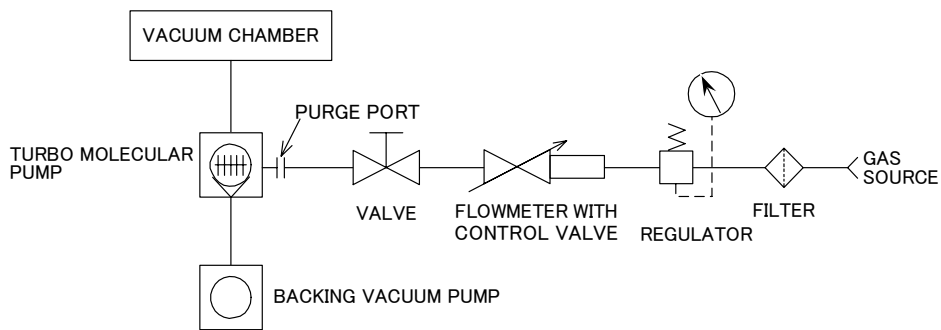 VACUUM CHAMBER
PURGE PORT
TURBO MOLECULAR
PUMP
GAS
SOURCE
VALVE
FLOWMETER WITH
CONTROL VALVE
REGULATOR
FILTER
BACKING VACUUM PUMP